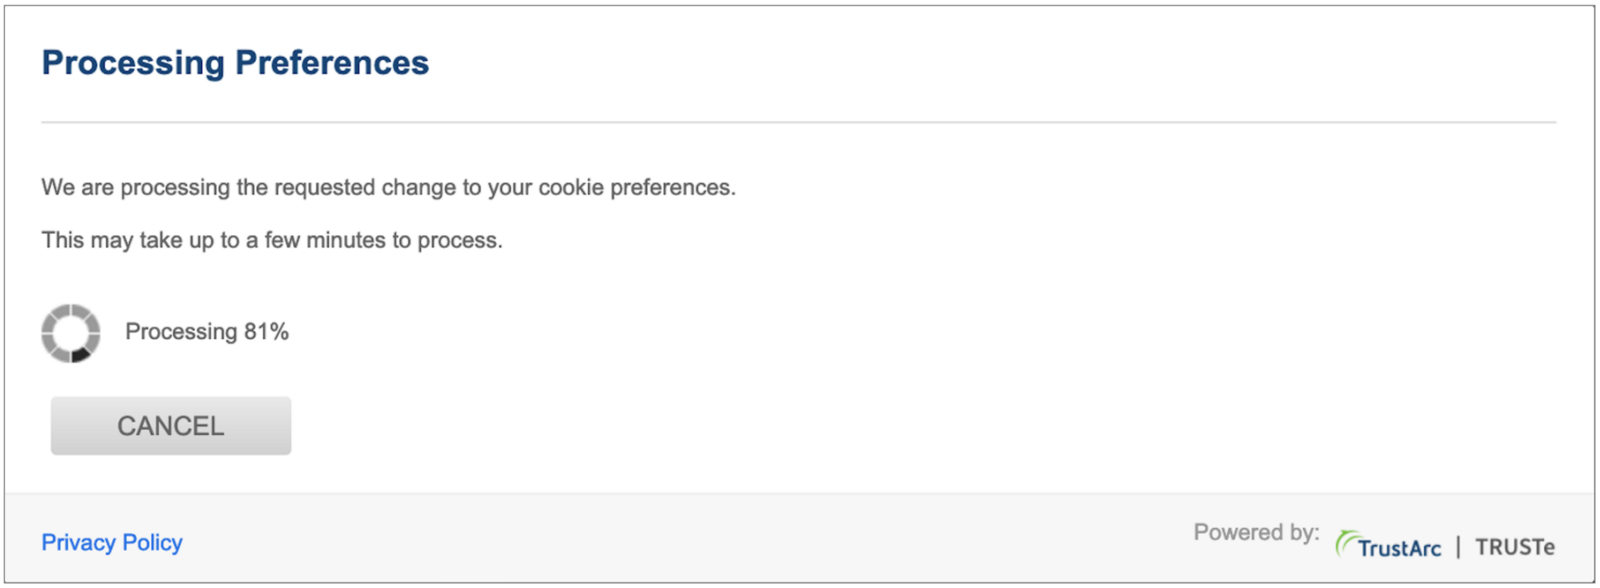 Processing Preferences
We are processing the requested change to your cookie preferences.
This may take up to a few minutes to process.
Processing 81%
CANCEL
Privacy Policy
Powered by: TrustArc | TRUSTe